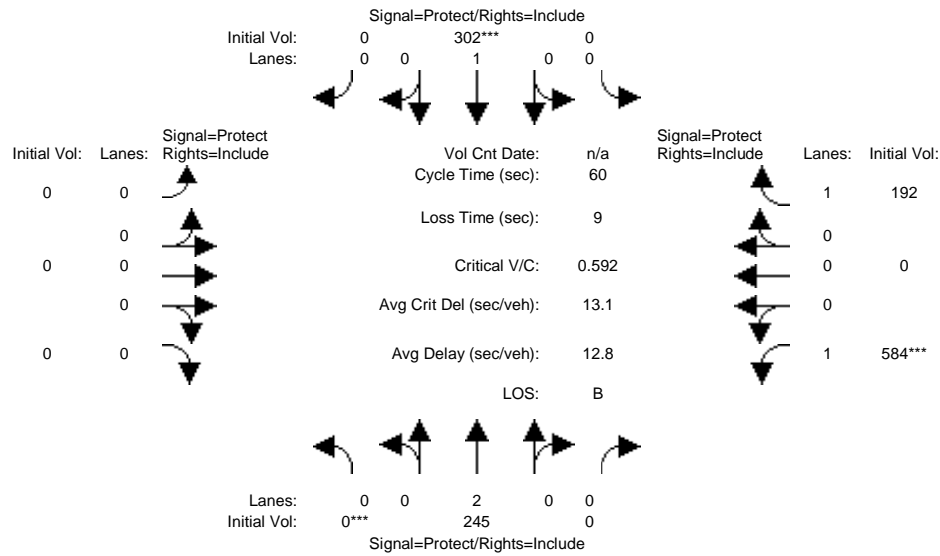 Signal=Protect/Rights=Include
Initial Vol: 0 302*** 0
Lanes: 0 0 1 0 0
Signal=Protect Signal=Protect
Initial Vol: Lanes: Rights=Include Vol Cnt Date: n/a Rights=Include Lanes: Initial Vol:
Cycle Time (sec): 60
0 0 1 192
Loss Time (sec): 9
0 0
0 0 Critical V/C: 0.592 0 0
0 Avg Crit Del (sec/veh): 13.1 0
0 0 Avg Delay (sec/veh): 12.8 1 584***
LOS: B
Lanes: 0 0 2 0 0
Initial Vol: 0*** 245 0
Signal=Protect/Rights=Include